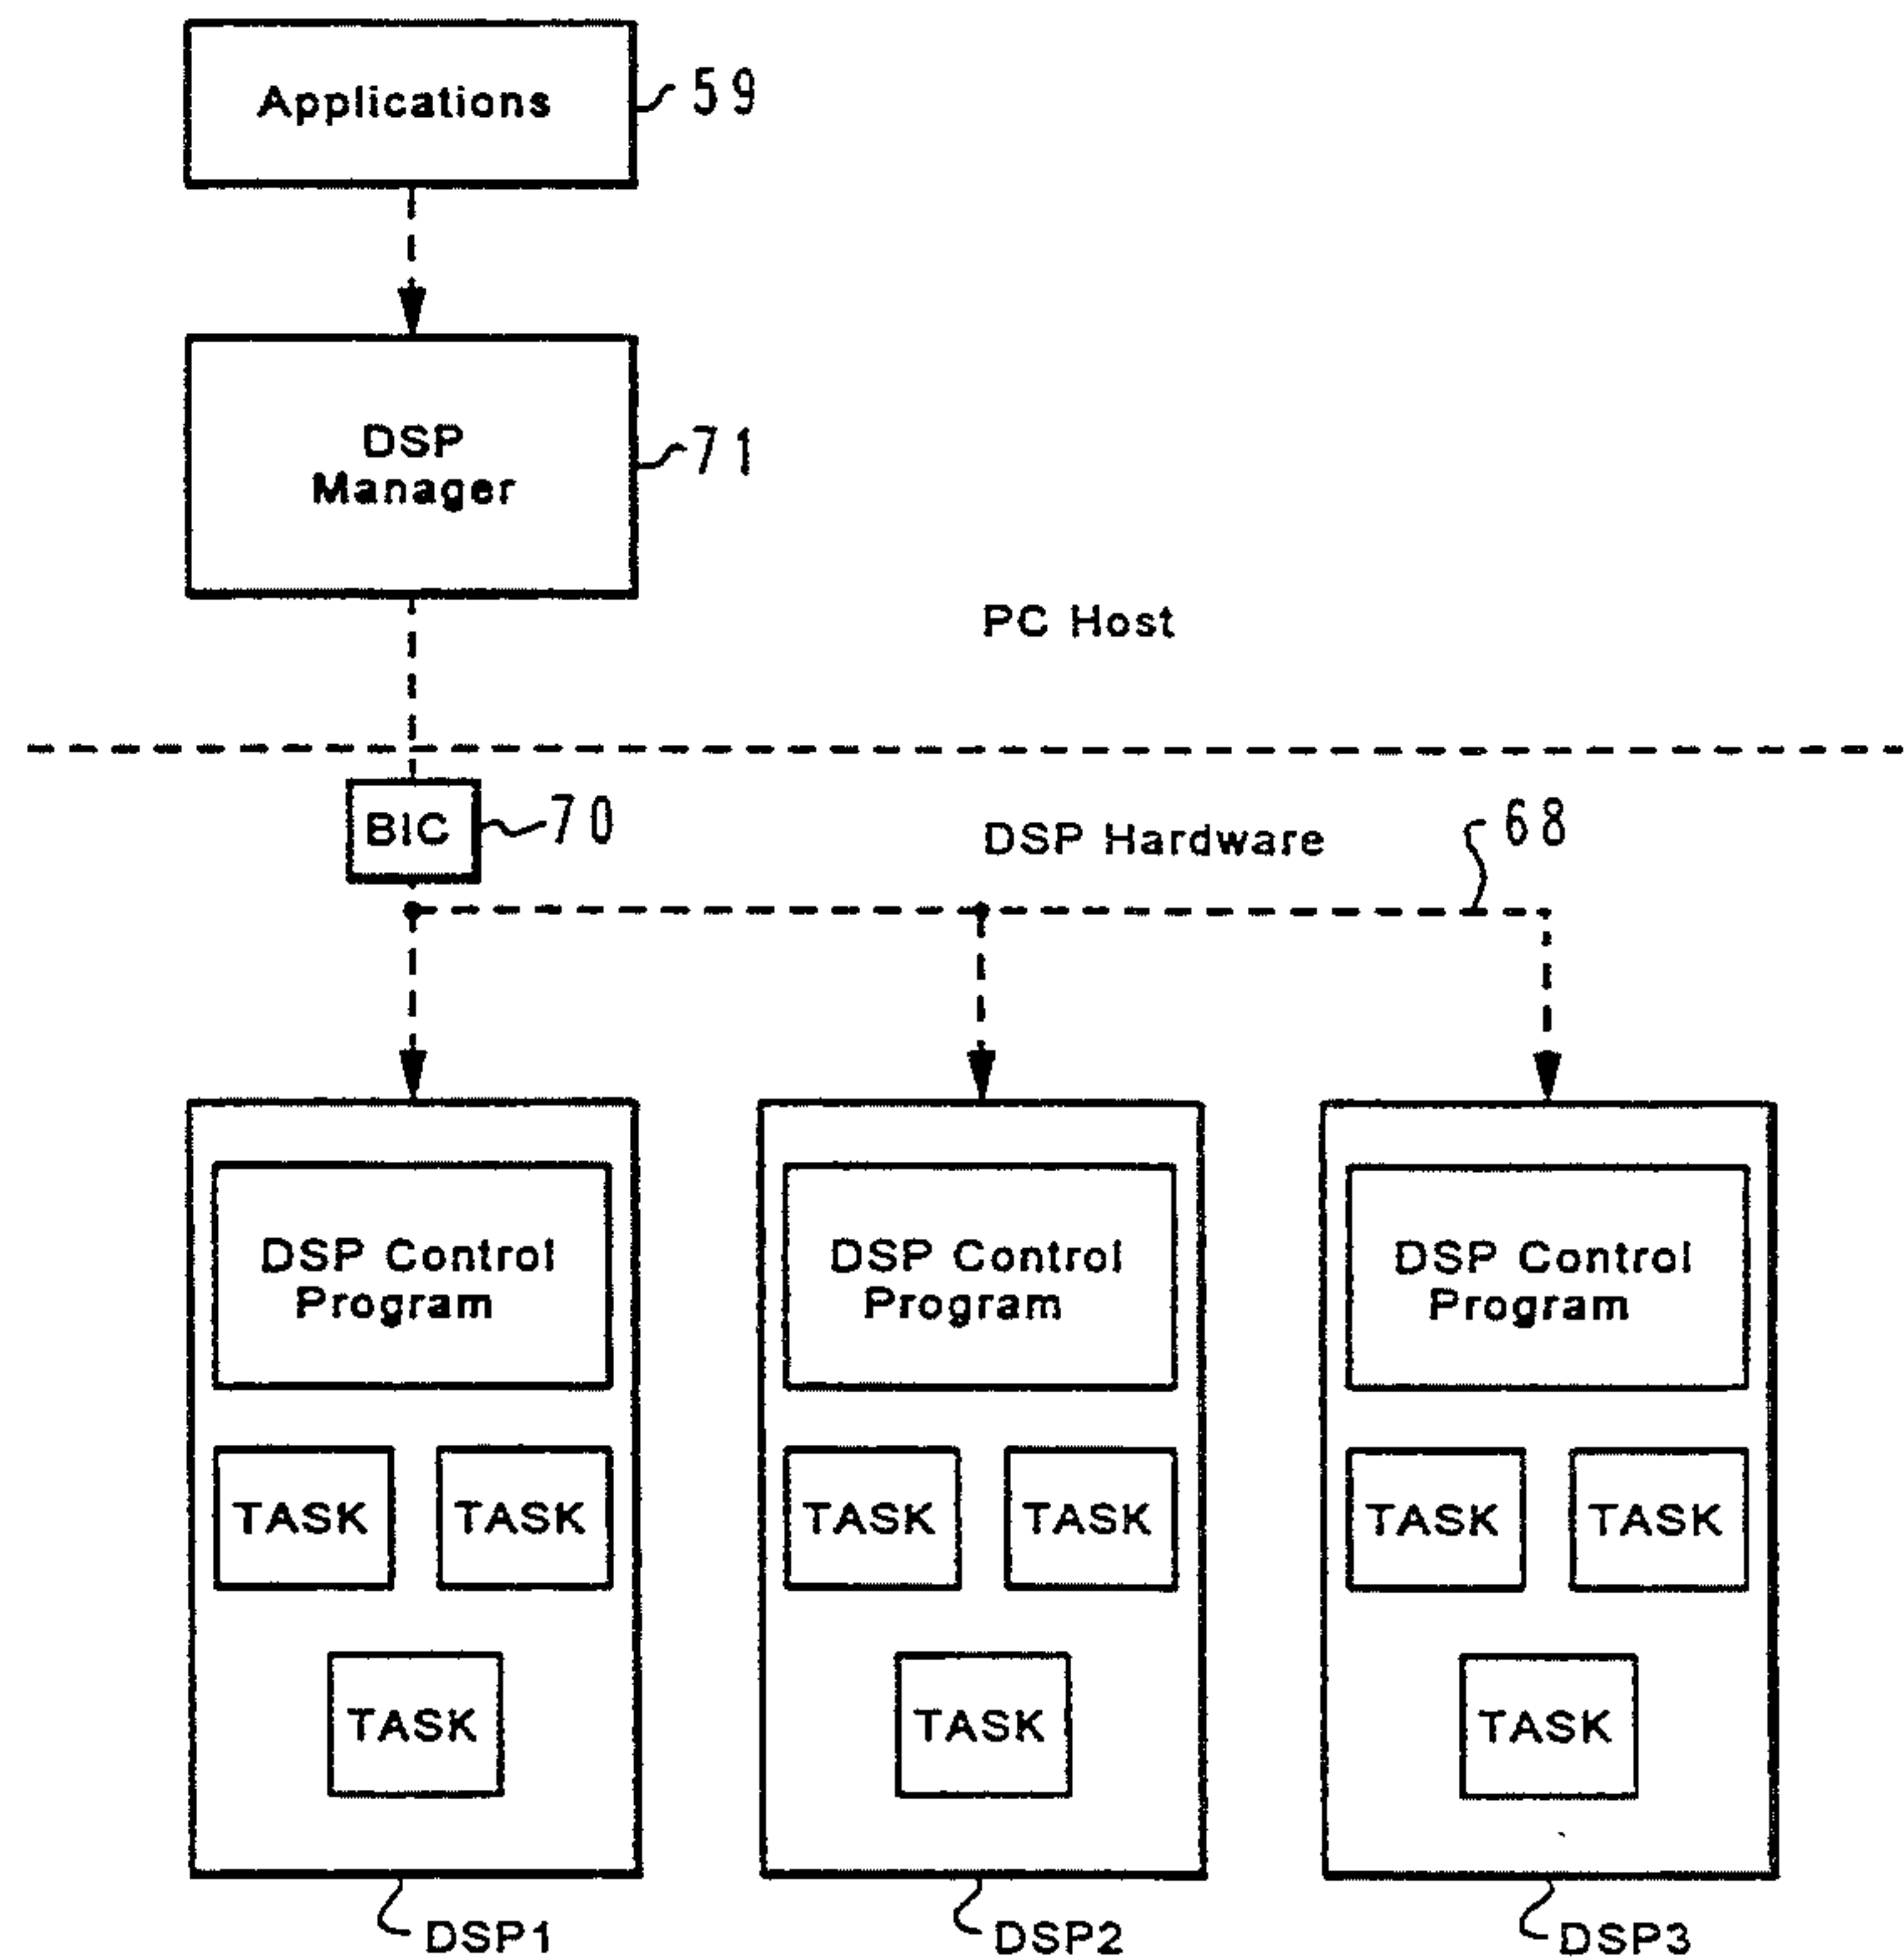 Applications
59
DSP
Manager
71
PC Host
BIC
70
DSP Hardware
68
DSP Control
Program
DSP Control
Program
DSP Control
Program
TASK TASK
TASK TASK
TASK TASK
TASK
TASK
TASK
DSP1
DSP2
DSP3